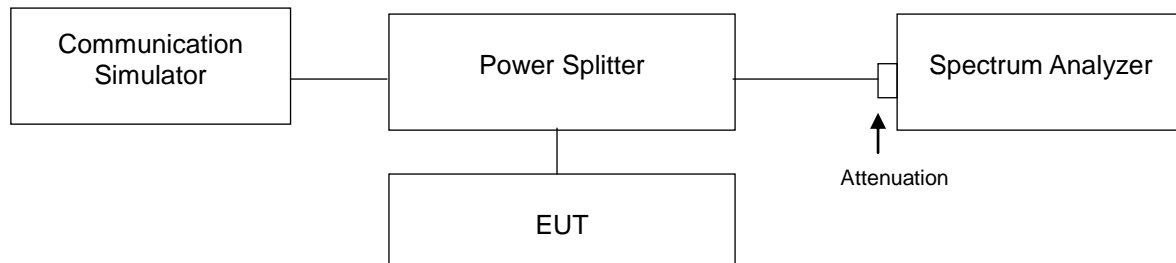 Communication
Simulator
Power Splitter
Spectrum Analyzer
Attenuation
EUT